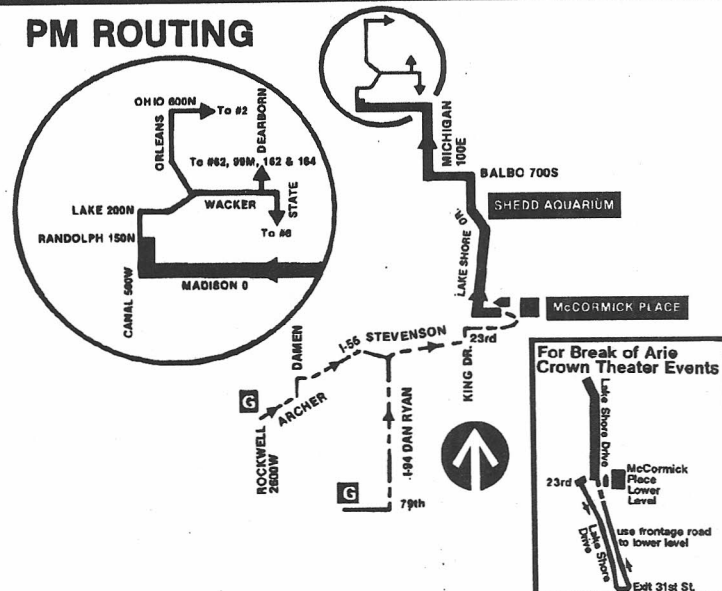 PM ROUTING
OHIO 600N
To #2
ORLEANS
DEARBORN
To #62, 99M, 162 & 164
LAKE 200N
WACKER
STATE
RANDOLPH 150N
To #6
CANAL 500W
MADISON 0
MICHIGAN
100E
BALBO 700S
SHEDD AQUARIUM
LAKE SHORE DR.
McCORMICK PLACE
DAMEN
I-55 STEVENSON
23rd
KING DR.
G
ARCHER
ROCKWELL
2600W
I-94 DAN RYAN
G
79th
For Break of Arie
Crown Theater Events
Lake Shore Drive
23rd
McCormick
Place
Lower
Level
Lake Shore
Drive
use frontage road
to lower level
Exit 31st St.